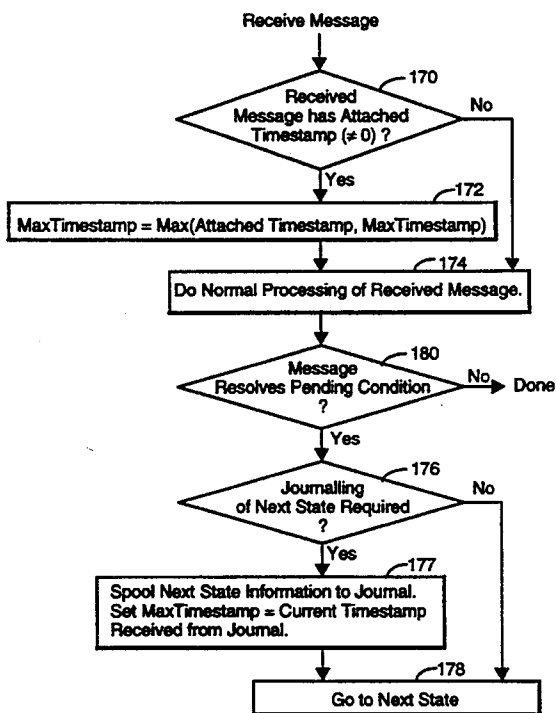 Receive Message
170
Received
Message has Attached
Timestamp (≠ 0) ?
No
Yes
172
MaxTimestamp = Max(Attached Timestamp, MaxTimestamp)
174
Do Normal Processing of Received Message.
180
Message
Resolves Pending Condition
?
No
Done
Yes
176
Journalling
of Next State Required
?
No
Yes
177
Spool Next State Information to Journal.
Set MaxTimestamp = Current Timestamp
Received from Journal.
178
Go to Next State